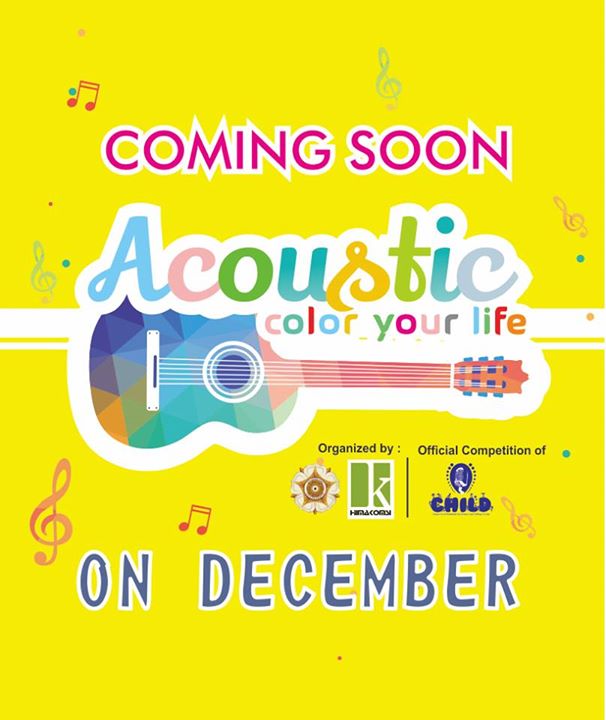 COMING SOON
Acoustic
color your life
Organized by :
Official Competition of
HIMAKOMSI
CHILD
ON DECEMBER